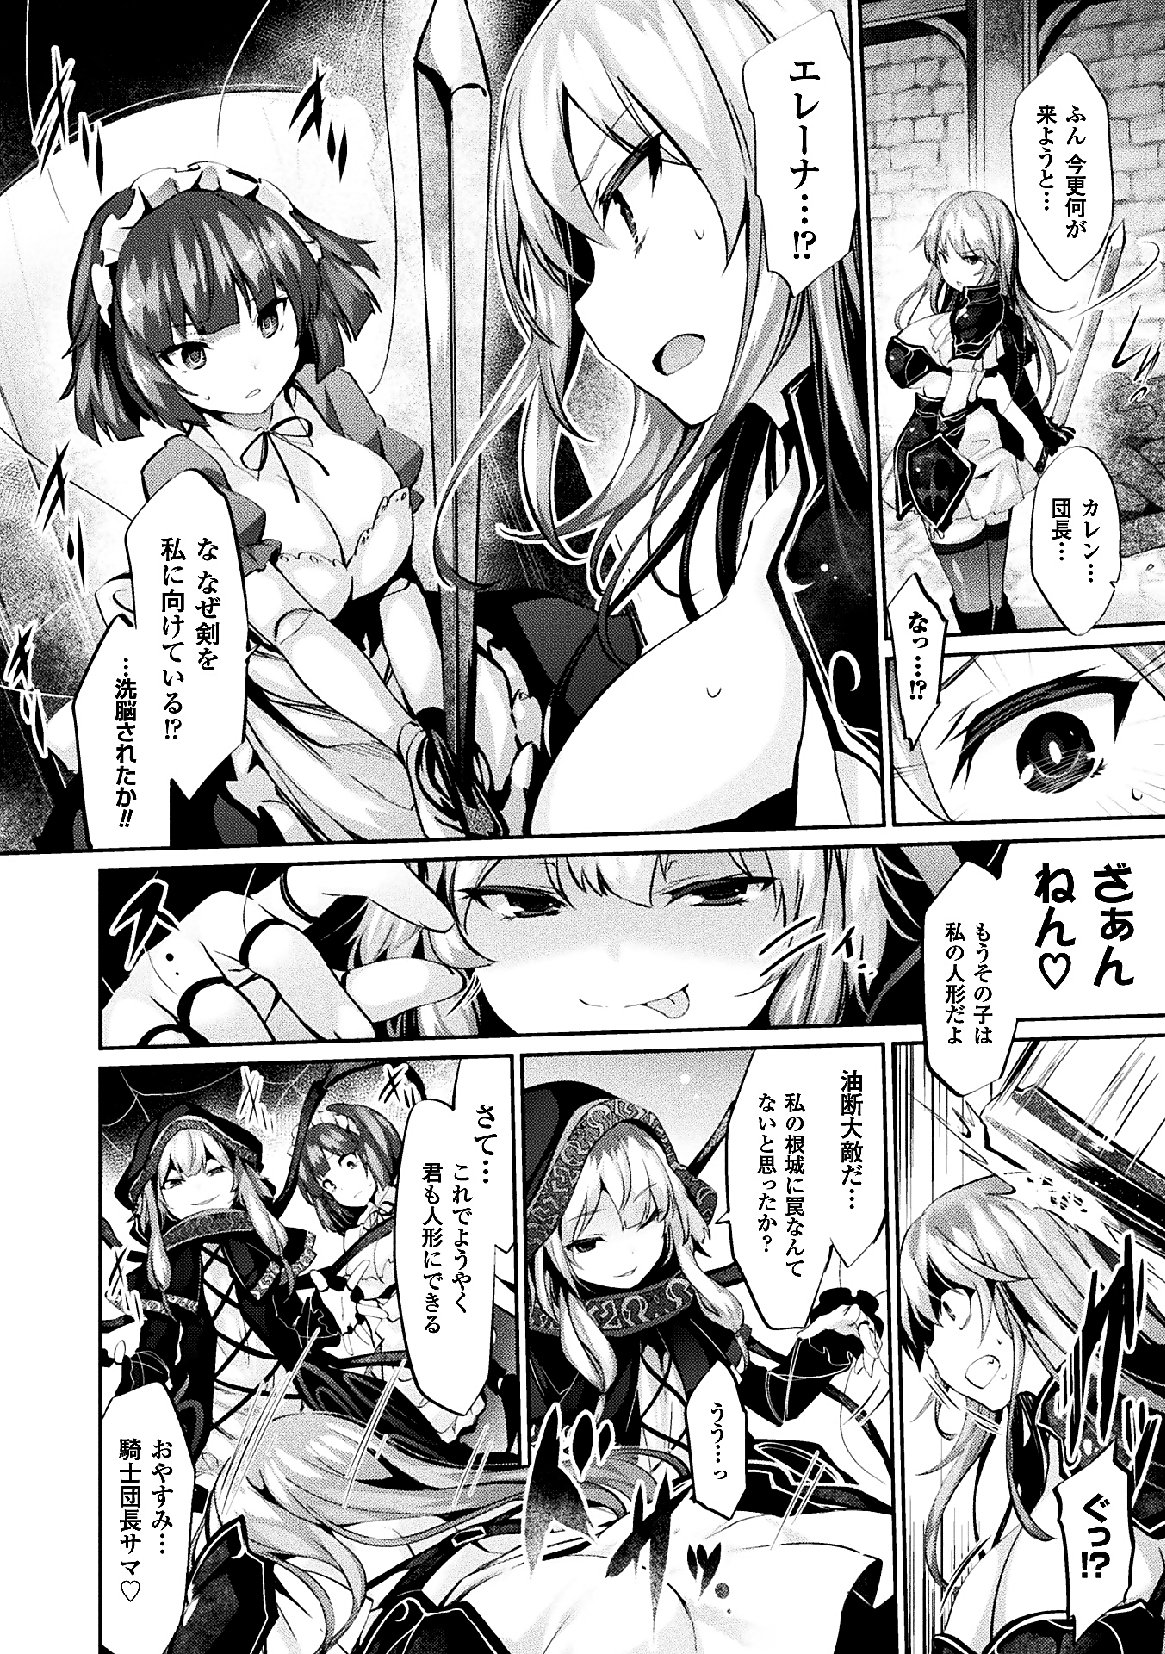 ふん 今更何が
来ようと…
カレン…
団長…
なっ…!?
エレーナ…!?
な なぜ剣を
私に向けている!?
…洗脳されたか!!
ざぁん
ねん♡
もうその子は
私の人形だよ
ぐっ!?
油断大敵だ…
私の根城に罠なんて
ないと思ったか?
うう…っ
さて…
これでようやく
君も人形にできる
おやすみ…
騎士団長サマ♡